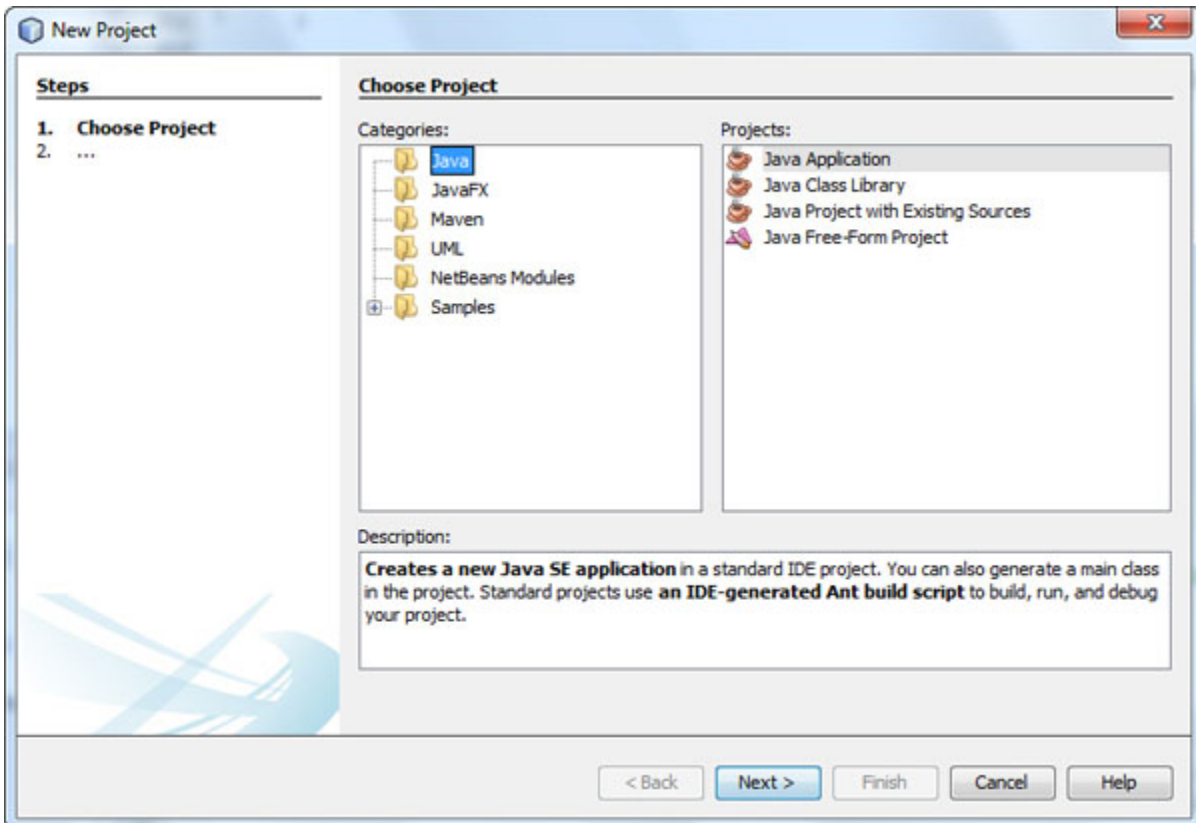 New Project
Steps
1. Choose Project
2. ...
Choose Project
Categories:
Java
JavaFX
Maven
UML
NetBeans Modules
Samples
Projects:
Java Application
Java Class Library
Java Project with Existing Sources
Java Free-Form Project
Description:
Creates a new Java SE application in a standard IDE project. You can also generate a main class
in the project. Standard projects use an IDE-generated Ant build script to build, run, and debug
your project.
< Back
Next >
Finish
Cancel
Help